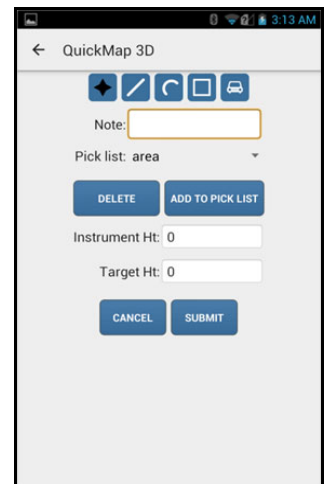 3:13 AM
QuickMap 3D
Note:
Pick list: area
DELETE ADD TO PICK LIST
Instrument Ht: 0
Target Ht: 0
CANCEL SUBMIT